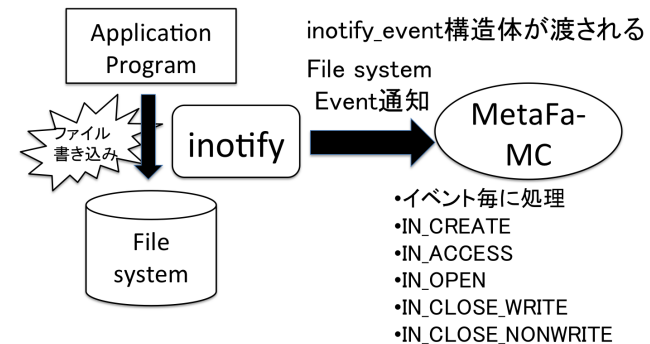 Application
Program
inotify_event構造体が渡される
File system
Event通知
ファイル
書き込み
inotify
MetaFa-
MC
File
system
•イベント毎に処理
•IN_CREATE
•IN_ACCESS
•IN_OPEN
•IN_CLOSE_WRITE
•IN_CLOSE_NONWRITE